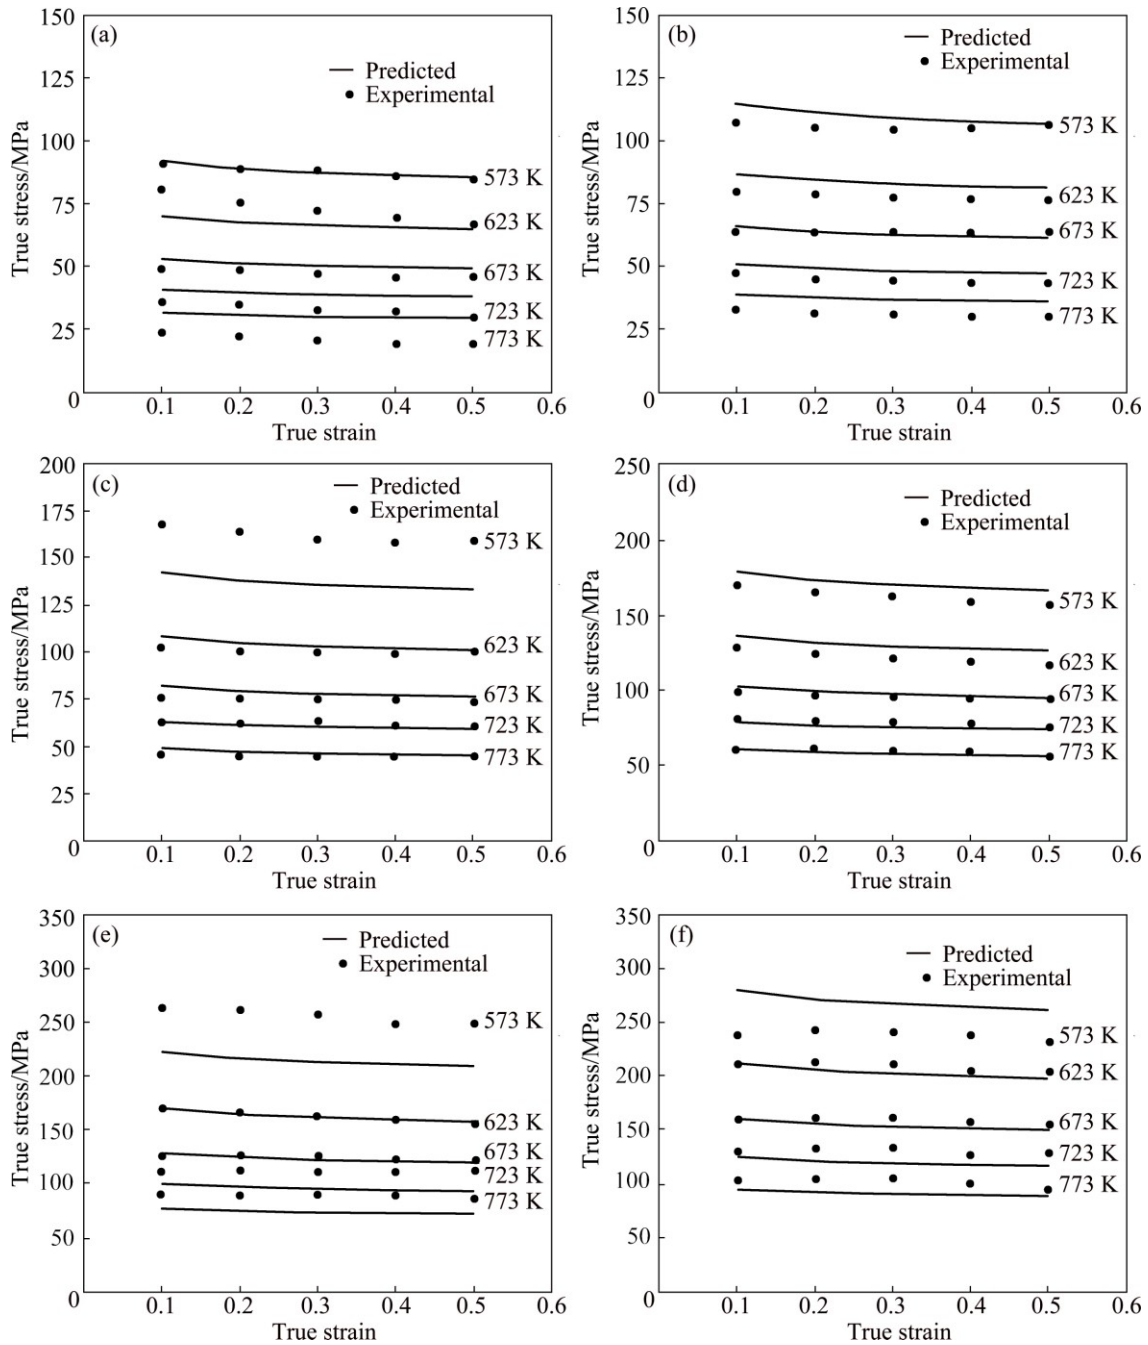 150
(a)
Predicted
Experimental
125
100
75
50
25
0
573 K
623 K
673 K
723 K
773 K
0.1 0.2 0.3 0.4 0.5 0.6
True strain
True stress/MPa
150
(b)
Predicted
Experimental
125
100
75
50
25
0
573 K
623 K
673 K
723 K
773 K
0.1 0.2 0.3 0.4 0.5 0.6
True strain
True stress/MPa
200
(c)
Predicted
Experimental
175
150
125
100
75
50
25
0
573 K
623 K
673 K
723 K
773 K
0.1 0.2 0.3 0.4 0.5 0.6
True strain
True stress/MPa
250
(d)
Predicted
Experimental
200
150
100
50
0
573 K
623 K
673 K
723 K
773 K
0.1 0.2 0.3 0.4 0.5 0.6
True strain
True stress/MPa
350
(e)
Predicted
Experimental
300
250
200
150
100
50
0
573 K
623 K
673 K
723 K
773 K
0.1 0.2 0.3 0.4 0.5 0.6
True strain
True stress/MPa
350
(f)
Predicted
Experimental
300
250
200
150
100
50
0
573 K
623 K
673 K
723 K
773 K
0.1 0.2 0.3 0.4 0.5 0.6
True strain
True stress/MPa